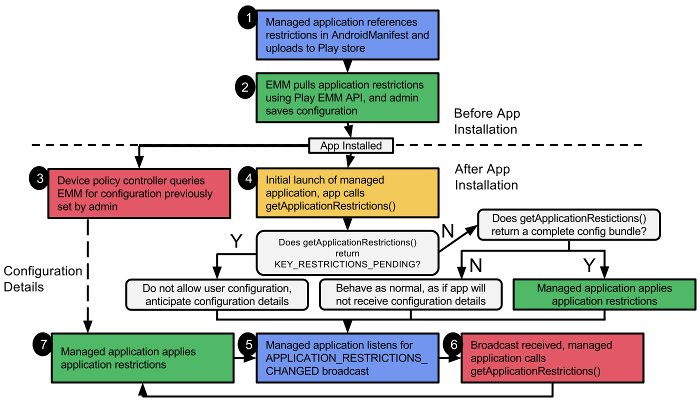 1
Managed application references
restrictions in AndroidManifest and
uploads to Play store
2
EMM pulls application restrictions
using Play EMM API, and admin
saves configuration
Before App
Installation
App Installed
After App
Installation
3
Device policy controller queries
EMM for configuration previously
set by admin
4
Initial launch of managed
application, app calls
getApplicationRestrictions()
Does getApplicationRestictions()
return a complete config bundle?
N
Y
Does getApplicationRestrictions()
return
KEY_RESTRICTIONS_PENDING?
N
Y
Configuration
Details
Do not allow user configuration,
anticipate configuration details
Behave as normal, as if app will
not receive configuration details
Managed application applies
application restrictions
7
Managed application applies
application restrictions
5
Managed application listens for
APPLICATION_RESTRICTIONS_
CHANGED broadcast
6
Broadcast received, managed
application calls
getApplicationRestrictions()